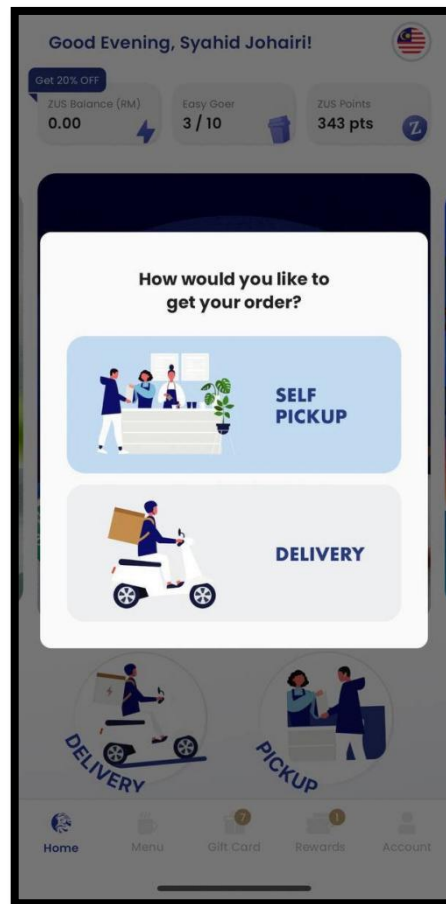 Good Evening, Syahid Johairi!
Get 20% OFF
ZUS Balance (RM)
0.00
Easy Goer
3 / 10
ZUS Points
343 pts
Z
How would you like to
get your order?
SELF
PICKUP
DELIVERY
DELIVERY
PICKUP
7
1
Home
Menu
Gift Card
Rewards
Account